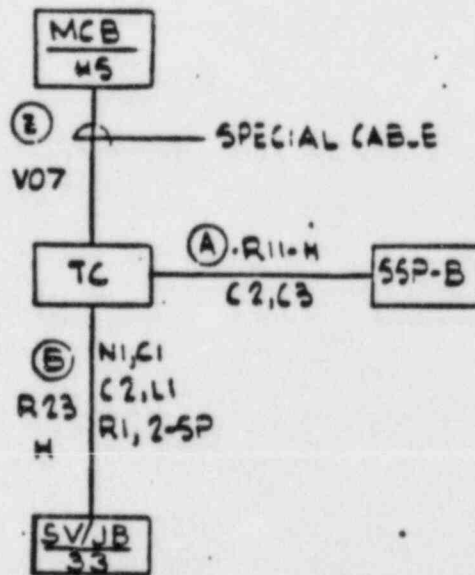 MCB
H5
2
SPECIAL CABLE
V07
A -R11-H
TC
C2,C3
SSP-B
B
N1,C1
C2,L1
R23
R1, 2-SP
H
SV/JB
33